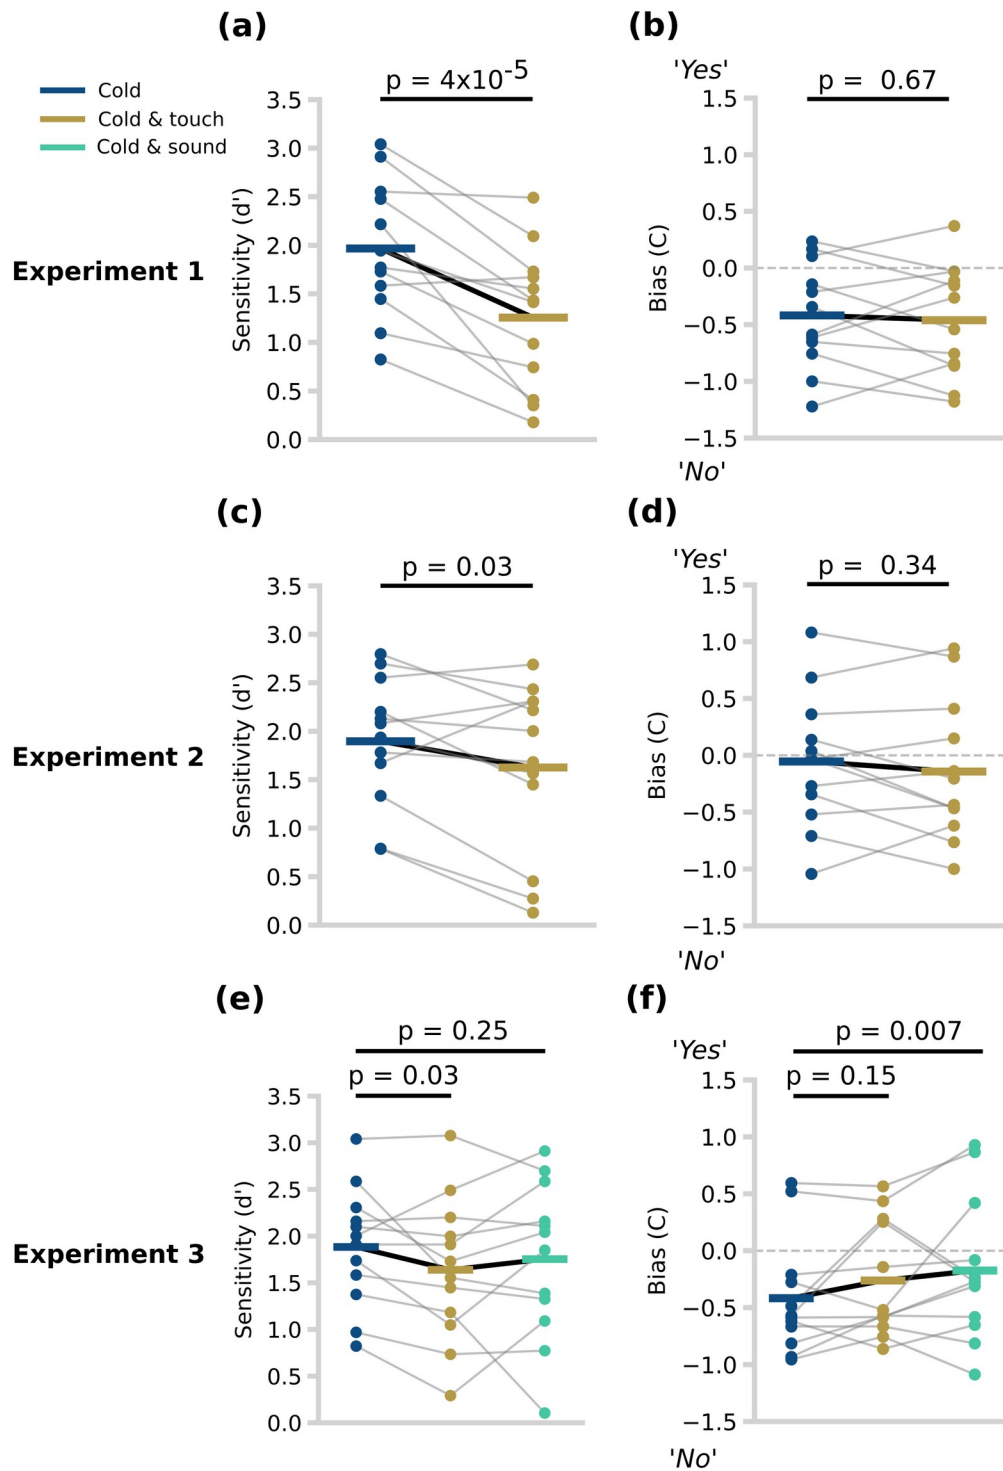 (a)
(b)
Cold
Cold & touch
Cold & sound
p = 4x10-5
'Yes'
p = 0.67
Experiment 1
Sensitivity (d')
3.5
3.0
2.5
2.0
1.5
1.0
0.5
0.0
Bias (C)
1.5
1.0
0.5
0.0
−0.5
−1.0
−1.5
'No'
(c)
(d)
p = 0.03
'Yes'
p = 0.34
Experiment 2
Sensitivity (d')
3.5
3.0
2.5
2.0
1.5
1.0
0.5
0.0
Bias (C)
1.5
1.0
0.5
0.0
−0.5
−1.0
−1.5
'No'
(e)
(f)
p = 0.25
p = 0.03
'Yes'
p = 0.007
p = 0.15
Experiment 3
Sensitivity (d')
3.5
3.0
2.5
2.0
1.5
1.0
0.5
0.0
Bias (C)
1.5
1.0
0.5
0.0
−0.5
−1.0
−1.5
'No'